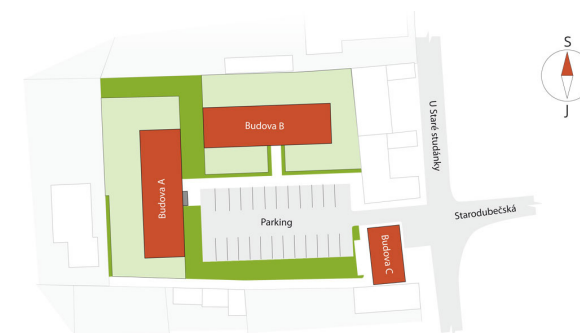 S
J
U Staré studánky
Budova B
Budova A
Parking
Starodubečská
Budova C